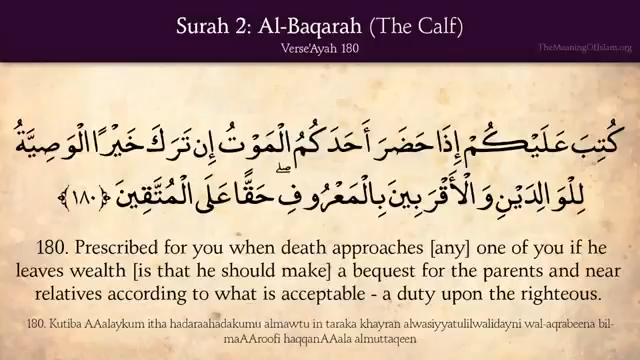 Surah 2: Al-Baqarah (The Calf)
Verse'Ayah 180
TheMeaningOfIslam.org
كُتِبَ عَلَيْكُمْ إِذَا حَضَرَ أَحَدَكُمُ الْمَوْتُ إِن تَرَكَ خَيْرًا الْوَصِيَّةُ
لِلْوَالِدَيْنِ وَالْأَقْرَبِينَ بِالْمَعْرُوفِ ۖ حَقًّا عَلَى الْمُتَّقِينَ ﴿١٨٠﴾
180. Prescribed for you when death approaches [any] one of you if he
leaves wealth [is that he should make] a bequest for the parents and near
relatives according to what is acceptable - a duty upon the righteous.
180. Kutiba AAalaykum itha hadaraahadakumu almawtu in taraka khayran alwasiyyatulilwalidayni wal-aqrabeena bil-
maAAroofi haqqanAAala almuttaqeen